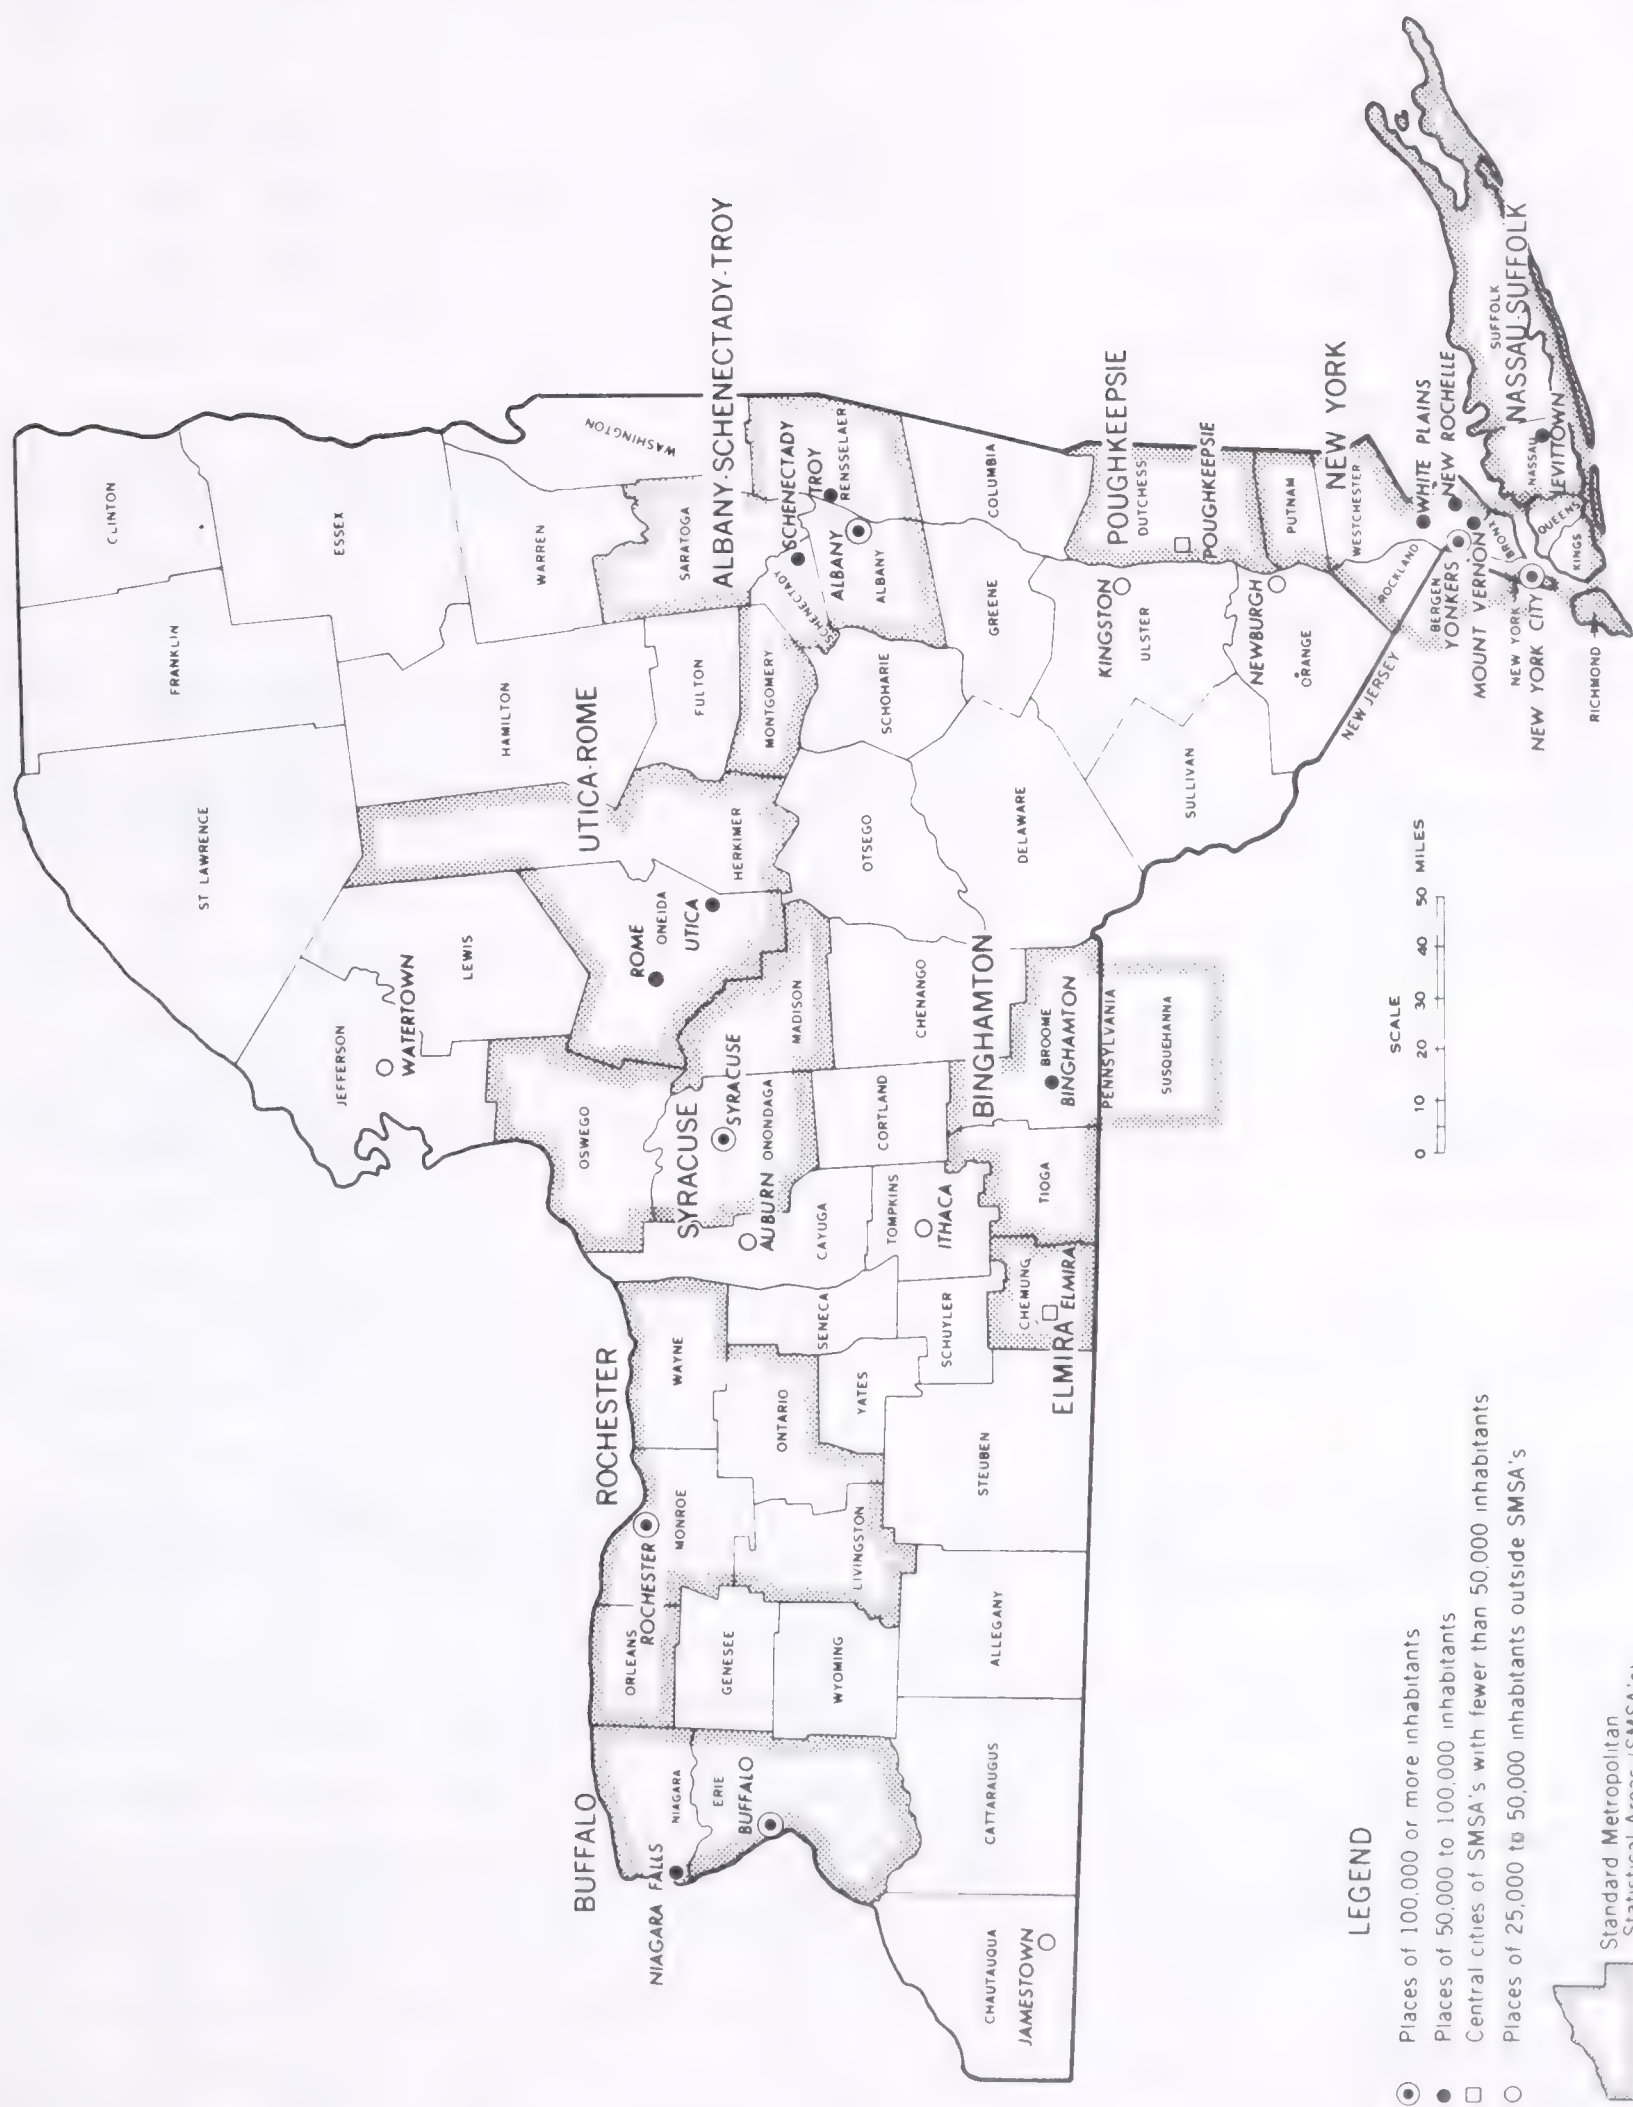 CLINTON
FRANKLIN
ST LAWRENCE
ESSEX
JEFFERSON
WATERTOWN
LEWIS
HAMILTON
WARREN
WASHINGTON
UTICA-ROME
HERKIMER
ROME
ONEIDA
UTICA
FULTON
MONTGOMERY
SARATOGA
ALBANY-SCHENECTADY-TROY
SCHENECTADY
SCHENECTADY
TROY
RENSSELAER
ALBANY
ALBANY
OSWEGO
SYRACUSE
SYRACUSE
ONONDAGA
MADISON
AUBURN
CAYUGA
CORTLAND
CHENANGO
OTSEGO
SCHOHARIE
GREENE
COLUMBIA
DELAWARE
BINGHAMTON
BROOME
BINGHAMTON
TIOGA
PENNSYLVANIA
SUSQUEHANNA
TOMPKINS
ITHACA
SENECA
SCHUYLER
CHEMUNG
ELMIRA
ELMIRA
ROCHESTER
WAYNE
ONTARIO
YATES
STEUBEN
MONROE
ROCHESTER
LIVINGSTON
ORLEANS
GENESEE
WYOMING
ALLEGANY
BUFFALO
NIAGARA
NIAGARA FALLS
ERIE
BUFFALO
CATTARAUGUS
CHAUTAUQUA
JAMESTOWN
KINGSTON
ULSTER
SULLIVAN
POUGHKEEPSIE
DUTCHESS
POUGHKEEPSIE
NEWBURGH
ORANGE
PUTNAM
NEW YORK
WESTCHESTER
ROCKLAND
NEW JERSEY
BERGEN
YONKERS
WHITE PLAINS
NEW ROCHELLE
MOUNT VERNON
BRONX
NEW YORK
NEW YORK CITY
QUEENS
KINGS
RICHMOND
NASSAU
LEVITTOWN
SUFFOLK
NASSAU-SUFFOLK
SCALE
0 10 20 30 40 50 MILES
LEGEND
Places of 100,000 or more inhabitants
Places of 50,000 to 100,000 inhabitants
Central cities of SMSA's with fewer than 50,000 inhabitants
Places of 25,000 to 50,000 inhabitants outside SMSA's
Standard Metropolitan
Statistical Areas (SMSA's)